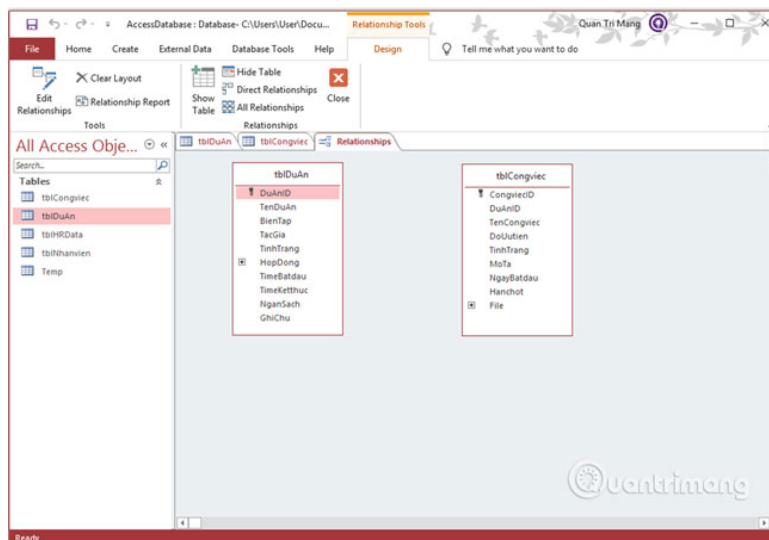 AccessDatabase : Database- C:\Users\User\Docu...
Relationship Tools
Quan Tri Mang
File
Home
Create
External Data
Database Tools
Help
Design
Tell me what you want to do
Edit Relationships
Clear Layout
Relationship Report
Tools
Show Table
Hide Table
Direct Relationships
All Relationships
Relationships
Close
All Access Obje...
Search...
Tables
tblCongviec
tblDuAn
tblHRData
tblNhanvien
Temp
tblDuAn
tblCongviec
Relationships
tblDuAn
DuAnID
TenDuAn
BienTap
TacGia
TinhTrang
HopDong
TimeBatdau
TimeKetthuc
NganSach
GhiChu
tblCongviec
CongviecID
DuAnID
TenCongviec
DoUutien
TinhTrang
MoTa
NgayBatdau
Hanchot
File
Quantrimang
Ready